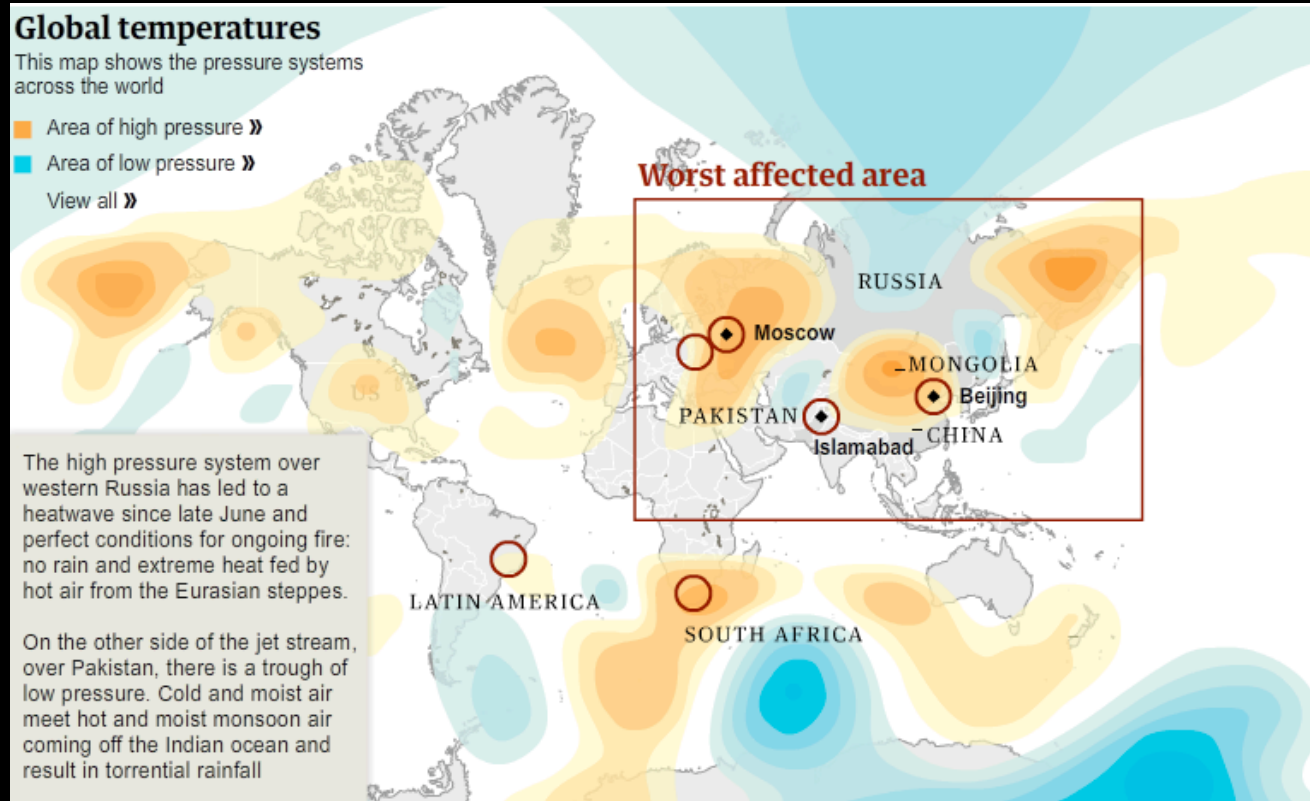 Global temperatures
This map shows the pressure systems
across the world
Area of high pressure »
Area of low pressure »
View all »
Worst affected area
RUSSIA
US
Moscow
MONGOLIA
Beijing
PAKISTAN
Islamabad
CHINA
The high pressure system over
western Russia has led to a
heatwave since late June and
perfect conditions for ongoing fire:
no rain and extreme heat fed by
hot air from the Eurasian steppes.
On the other side of the jet stream,
over Pakistan, there is a trough of
low pressure. Cold and moist air
meet hot and moist monsoon air
coming off the Indian ocean and
result in torrential rainfall
LATIN AMERICA
SOUTH AFRICA